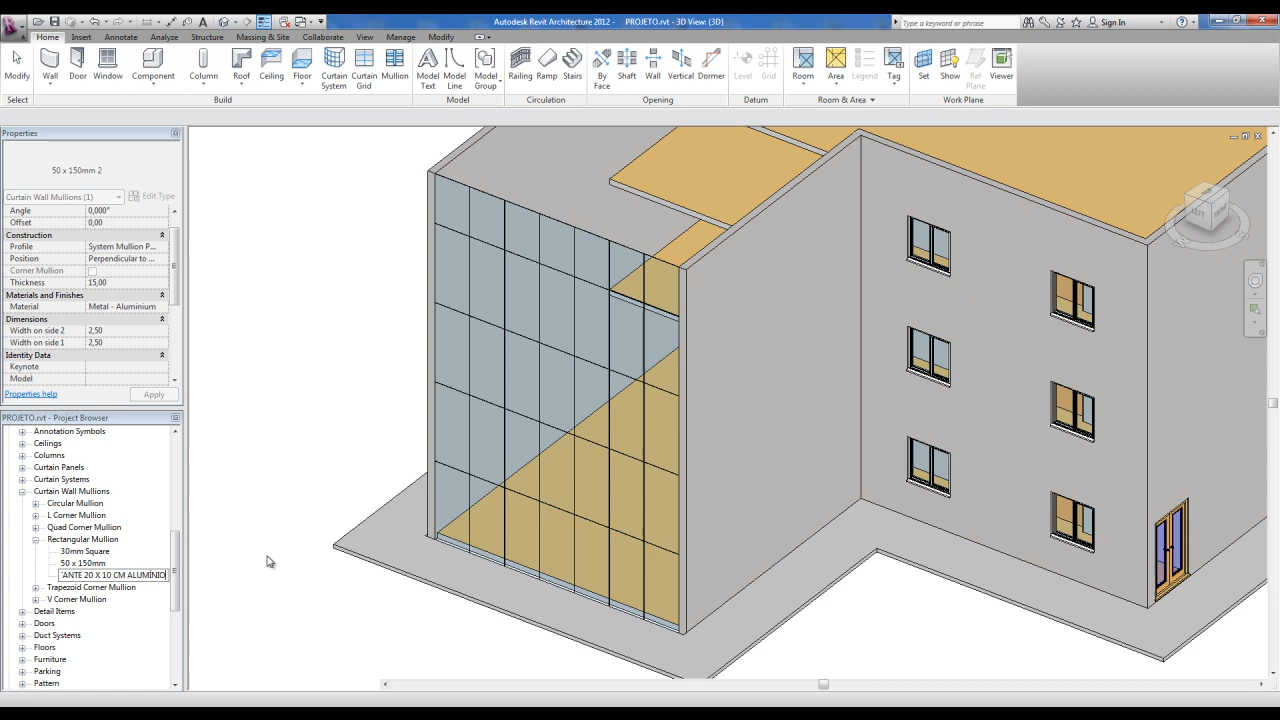 Autodesk Revit Architecture 2012 - PROJETO.rvt - 3D View: {3D}
Type a keyword or phrase
Sign In
Home Insert Annotate Analyze Structure Massing & Site Collaborate View Manage Modify
Modify Wall Door Window Component Column Roof Ceiling Floor Curtain System Curtain Grid Mullion Model Text Model Line Model Group Railing Ramp Stairs By Face Shaft Wall Vertical Dormer Level Grid Room Area Legend Tag Set Show Ref Plane Viewer
Select Build Model Circulation Opening Datum Room & Area Work Plane
Properties
50 x 150mm 2
Curtain Wall Mullions (1) Edit Type
Angle 0,000°
Offset 0,00
Construction
Profile System Mullion P...
Position Perpendicular to ...
Corner Mullion
Thickness 15,00
Materials and Finishes
Material Metal - Aluminium
Dimensions
Width on side 2 2,50
Width on side 1 2,50
Identity Data
Keynote
Model
Properties help Apply
PROJETO.rvt - Project Browser
Annotation Symbols
Ceilings
Columns
Curtain Panels
Curtain Systems
Curtain Wall Mullions
Circular Mullion
L Corner Mullion
Quad Corner Mullion
Rectangular Mullion
30mm Square
50 x 150mm
ANTE 20 X 10 CM ALUMÍNIO
Trapezoid Corner Mullion
V Corner Mullion
Detail Items
Doors
Duct Systems
Floors
Furniture
Parking
Pattern
LEFT